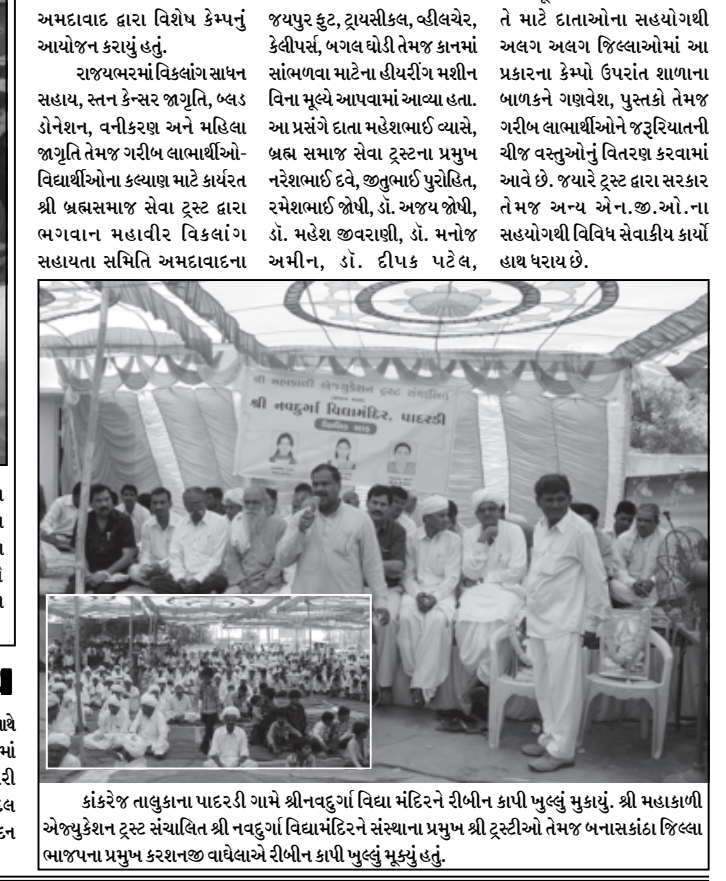 અમદાવાદ દ્વારા વિશેષ કેમ્પનું
આયોજન કરાયું હતું.
રાજયભરમાં વિકલાંગ સાધન
સહાય, સ્તન કેન્સર જાગૃતિ, બ્લડ
ડોનેશન, વનીકરણ અને મહિલા
જાગૃતિ તેમજ ગરીબ લાભાર્થીઓ-
વિદ્યાર્થીઓના કલ્યાણ માટે કાર્યરત
શ્રી બ્રહ્મસમાજ સેવા ટ્રસ્ટ દ્વારા
ભગવાન મહાવીર વિકલાંગ
સહાયતા સમિતિ અમદાવાદના
જયપુર ફુટ, ટ્રાયસીકલ, વ્હીલચેર,
કેલીપર્સ, બગલ ઘોડી તેમજ કાનમાં
સાંભળવા માટેના હીયરીંગ મશીન
વિના મૂલ્યે આપવામાં આવ્યા હતા.
આ પ્રસંગે દાતા મહેશભાઈ વ્યાસે,
બ્રહ્મ સમાજ સેવા ટ્રસ્ટના પ્રમુખ
નરેશભાઈ દવે, જીતુભાઈ પુરોહિત,
રમેશભાઈ જોષી, ડૉ. અજય જોષી,
ડૉ. મહેશ જીવરાણી, ડૉ. મનોજ
અમીન, ડૉ. દીપક પટેલ,
તે માટે દાતાઓના સહયોગથી
અલગ અલગ જિલ્લાઓમાં આ
પ્રકારના કેમ્પો ઉપરાંત શાળાના
બાળકને ગણવેશ, પુસ્તકો તેમજ
ગરીબ લાભાર્થીઓને જરૂરિયાતની
ચીજ વસ્તુઓનું વિતરણ કરવામાં
આવે છે. જયારે ટ્રસ્ટ દ્વારા સરકાર
તેમજ અન્ય એન.જી.ઓ.ના
સહયોગથી વિવિધ સેવાકીય કાર્યો
હાથ ધરાય છે.
શ્રી મહાકાલી એજ્યુકેશન ટ્રસ્ટ સંચાલિત
શ્રી નવદુર્ગા વિદ્યામંદિર, પાદરડી
કાંકરેજ તાલુકાના પાદરડી ગામે શ્રીનવદુર્ગા વિદ્યા મંદિરને રીબીન કાપી ખુલ્લું મુકાયું. શ્રી મહાકાળી
એજ્યુકેશન ટ્રસ્ટ સંચાલિત શ્રી નવદુર્ગા વિદ્યામંદિરને સંસ્થાના પ્રમુખ શ્રી ટ્રસ્ટીઓ તેમજ બનાસકાંઠા જિલ્લા
ભાજપના પ્રમુખ કરશનજી વાઘેલાએ રીબીન કાપી ખુલ્લું મૂક્યું હતું.